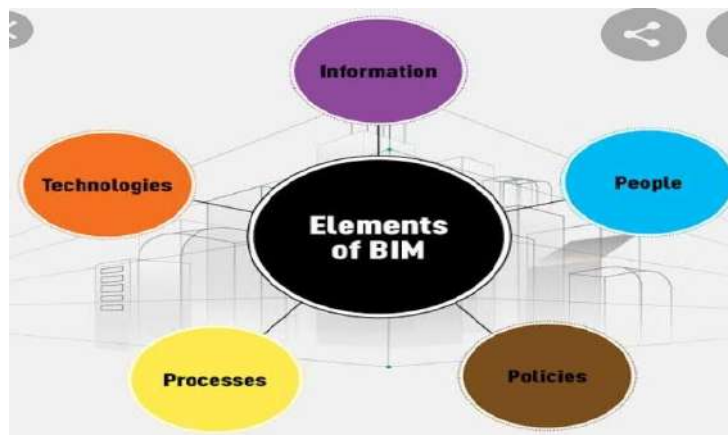 Information
Technologies
People
Elements
of BIM
Processes
Policies